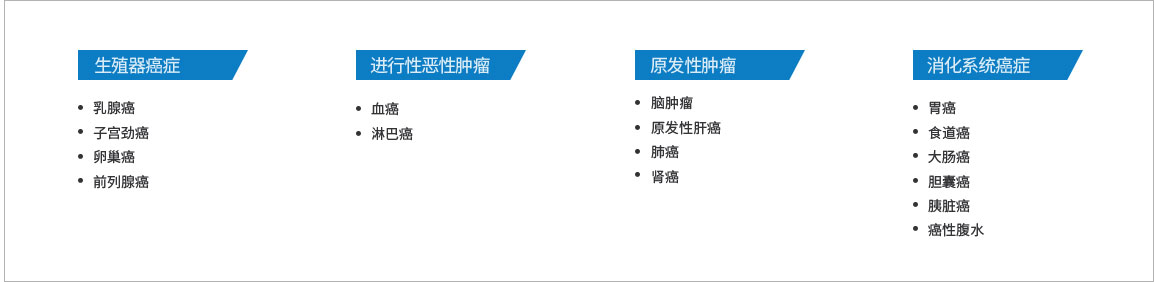 生殖器癌症
乳腺癌
子宫劲癌
卵巢癌
前列腺癌
进行性恶性肿瘤
血癌
淋巴癌
原发性肿瘤
脑肿瘤
原发性肝癌
肺癌
肾癌
消化系统癌症
胃癌
食道癌
大肠癌
胆囊癌
胰脏癌
癌性腹水